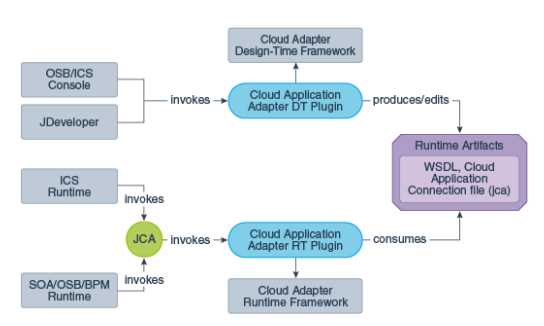 Cloud Adapter
Design-Time Framework
OSB/ICS
Console
JDeveloper
invokes
Cloud Application
Adapter DT Plugin
produces/edits
Runtime Artifacts
WSDL, Cloud
Application
Connection file (jca)
ICS
Runtime
invokes
JCA
invokes
Cloud Application
Adapter RT Plugin
consumes
SOA/OSB/BPM
Runtime
invokes
Cloud Adapter
Runtime Framework